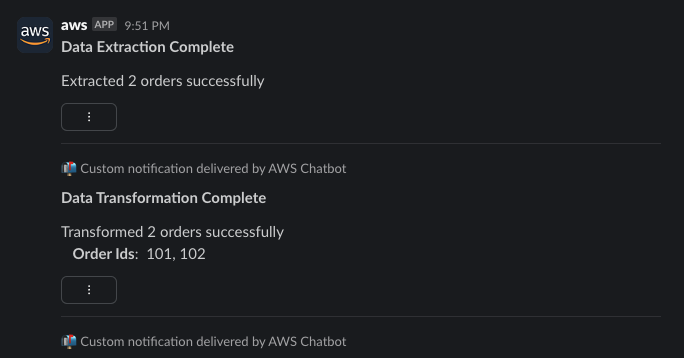 aws
aws APP 9:51 PM
Data Extraction Complete
Extracted 2 orders successfully
Custom notification delivered by AWS Chatbot
Data Transformation Complete
Transformed 2 orders successfully
Order Ids: 101, 102
Custom notification delivered by AWS Chatbot